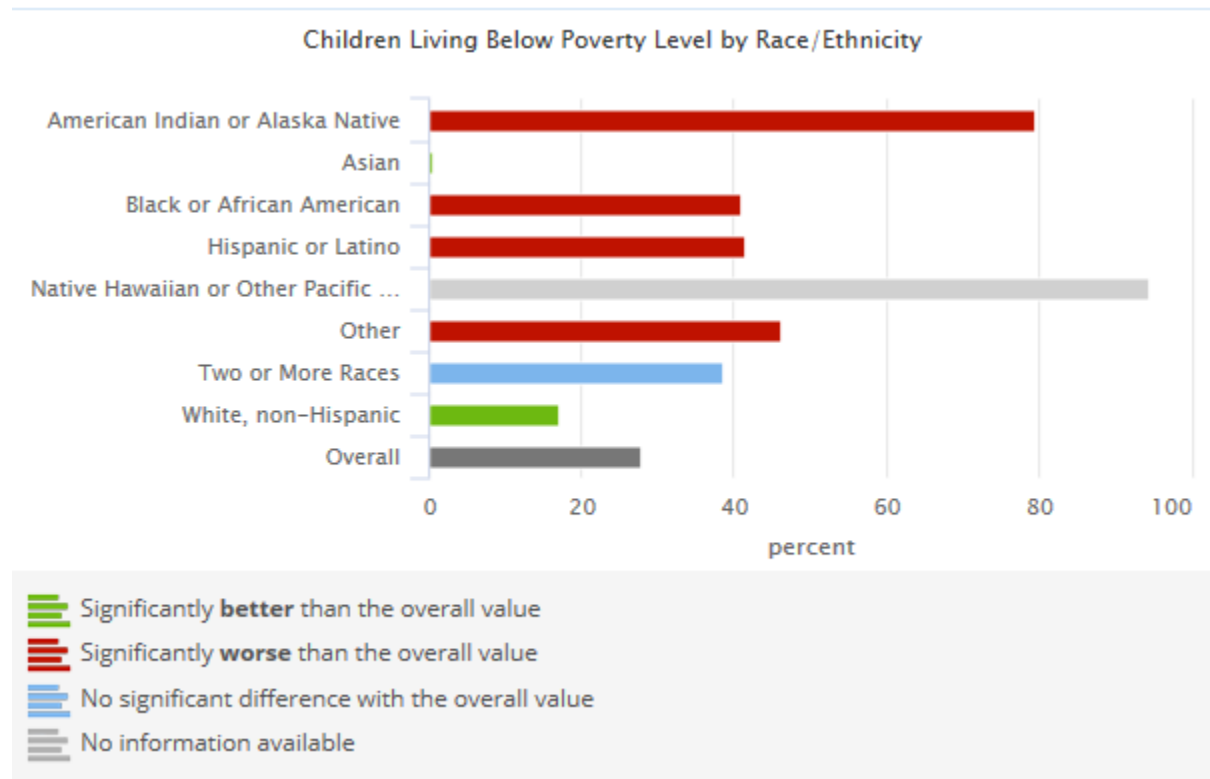 Children Living Below Poverty Level by Race/Ethnicity
American Indian or Alaska Native
Asian
Black or African American
Hispanic or Latino
Native Hawaiian or Other Pacific ...
Other
Two or More Races
White, non-Hispanic
Overall
0 20 40 60 80 100
percent
Significantly better than the overall value
Significantly worse than the overall value
No significant difference with the overall value
No information available